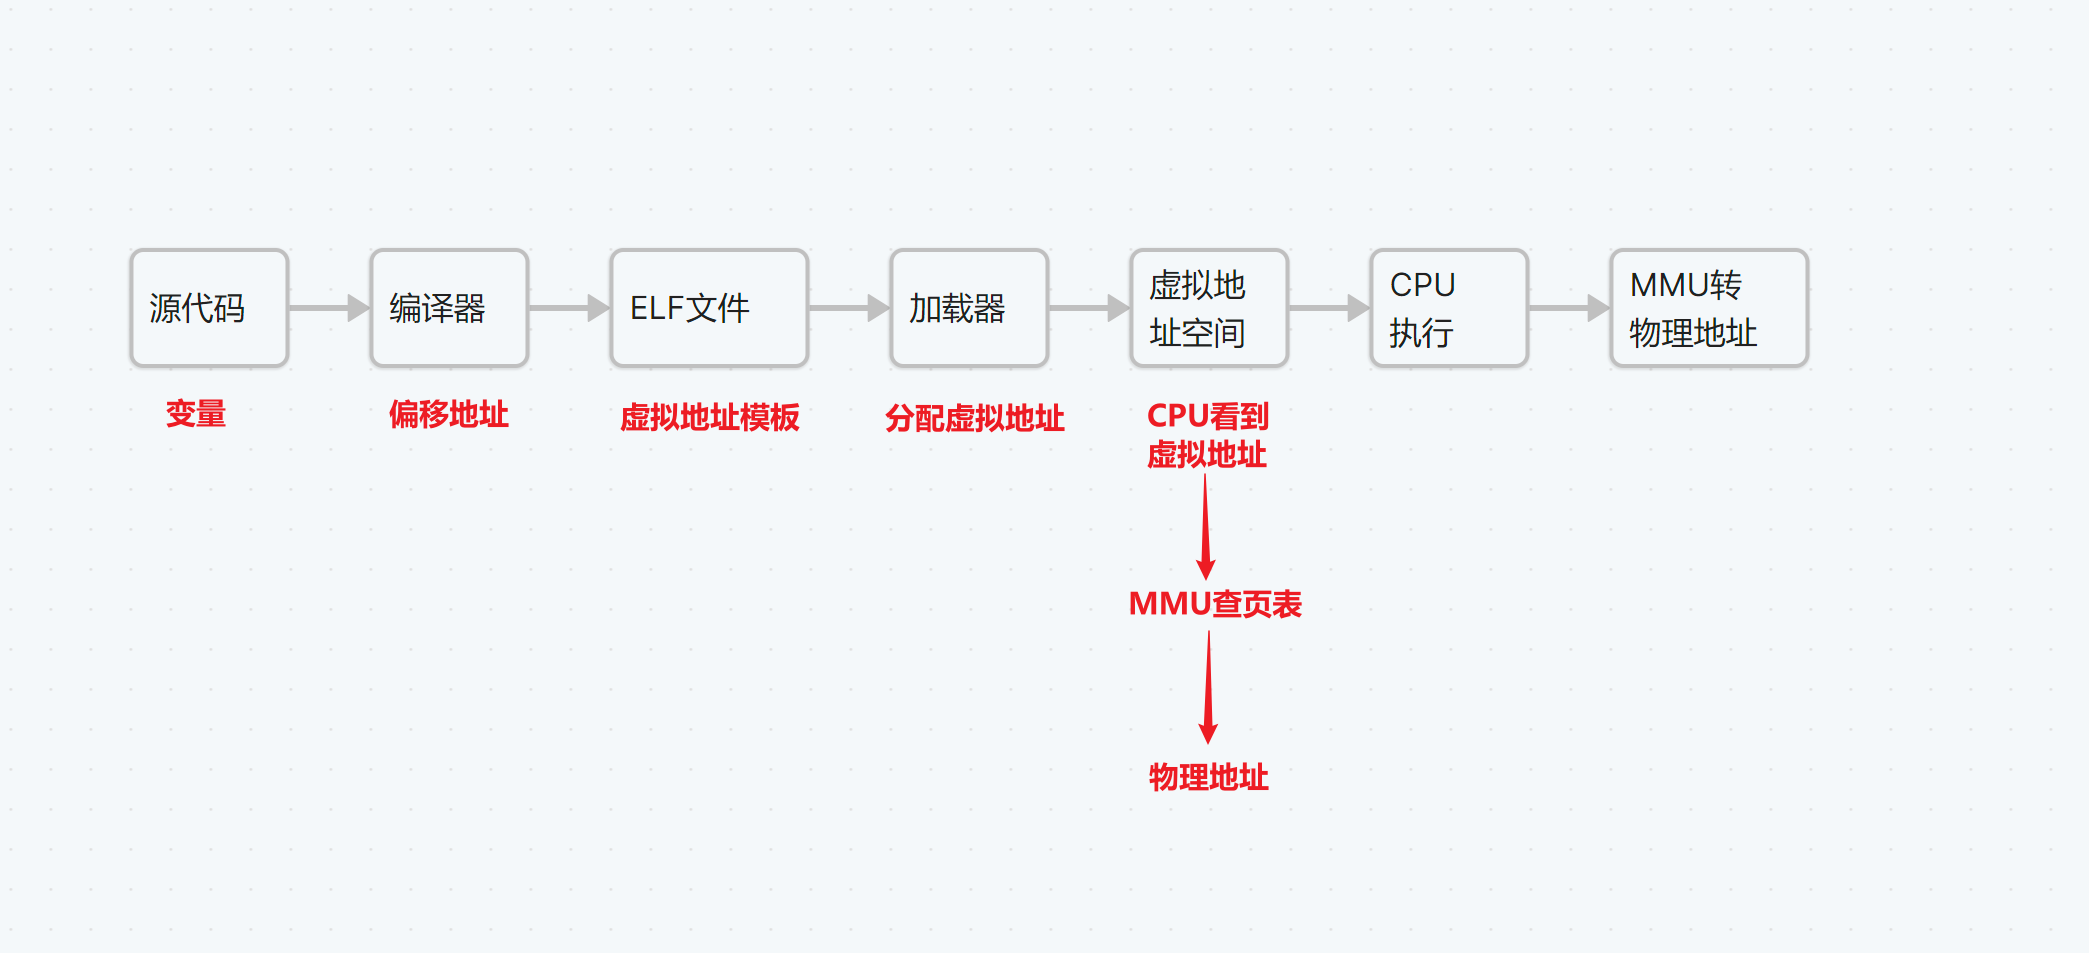 源代码
编译器
ELF文件
加载器
虚拟地
址空间
CPU
执行
MMU转
物理地址
变量
偏移地址
虚拟地址模板
分配虚拟地址
CPU看到
虚拟地址
MMU查页表
物理地址